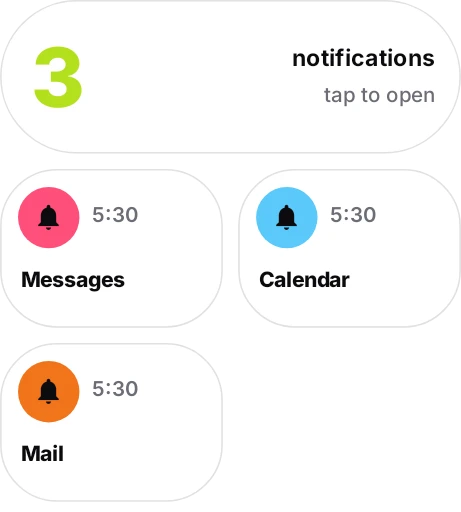 3
notifications
tap to open
5:30
Messages
5:30
Calendar
5:30
Mail